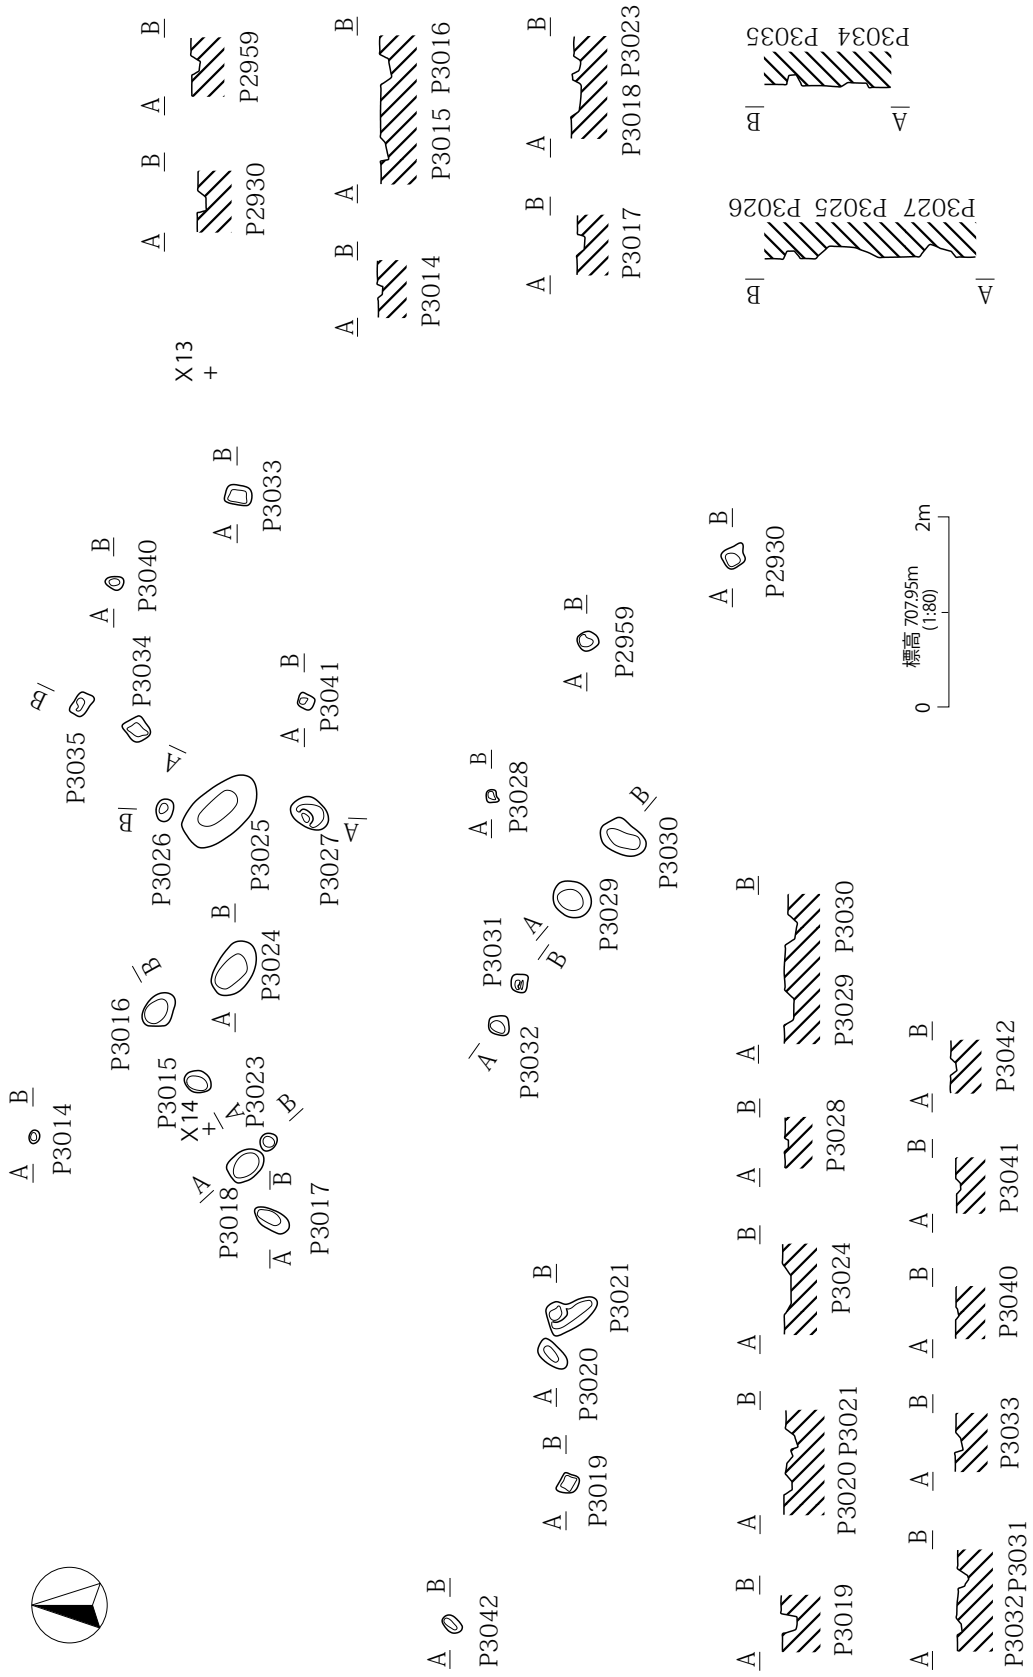 B
A
P2959
B
A
P2930
B
A
P3015 P3016
B
A
P3014
B
A
P3018 P3023
B
A
P3017
B
A
P3035 P3034
B
A
P3026 P3025 P3027
X13
A B
P3033
A B
P3040
P3034
B
P3035
A
A B
P3041
B
P3026
P3025
P3027
A
A B
P3024
B
P3016
P3015
X14
A
P3023
B
A
P3018
A B
P3017
A B
P3014
A B
P2930
A B
P2959
A B
P3028
B
P3030
P3029
A
B
P3031
P3032
A
A B
P3021
P3020
A B
P3019
A B
P3042
0 2m
標高 707.95m
(1:80)
A B
P3029 P3030
A B
P3028
A B
P3024
A B
P3020 P3021
A B
P3019
A B
P3042
A B
P3041
A B
P3040
A B
P3033
A B
P3032 P3031